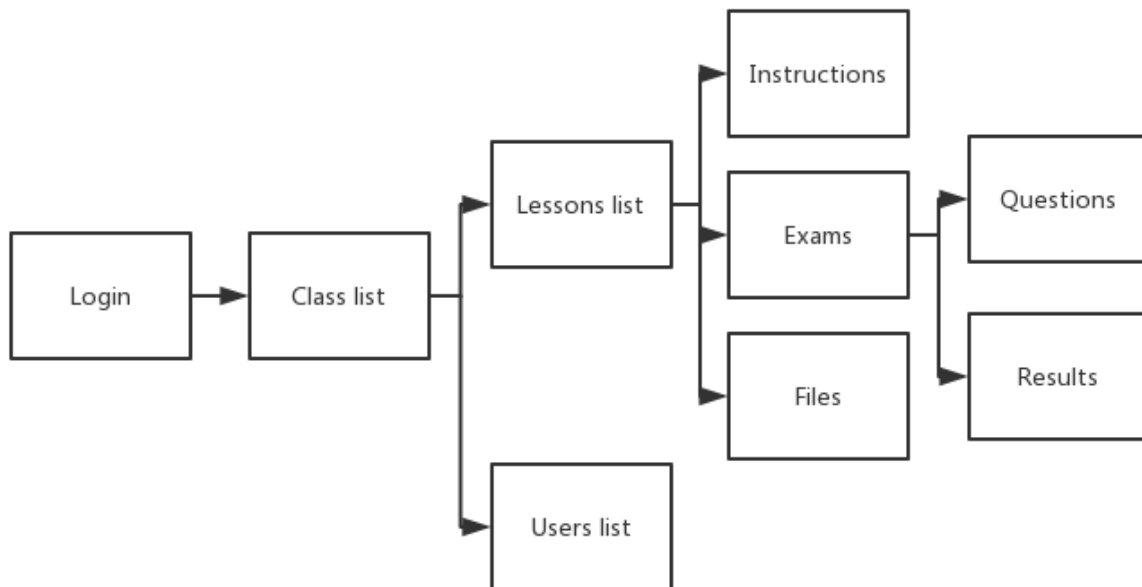 Login
Class list
Lessons list
Users list
Instructions
Exams
Files
Questions
Results